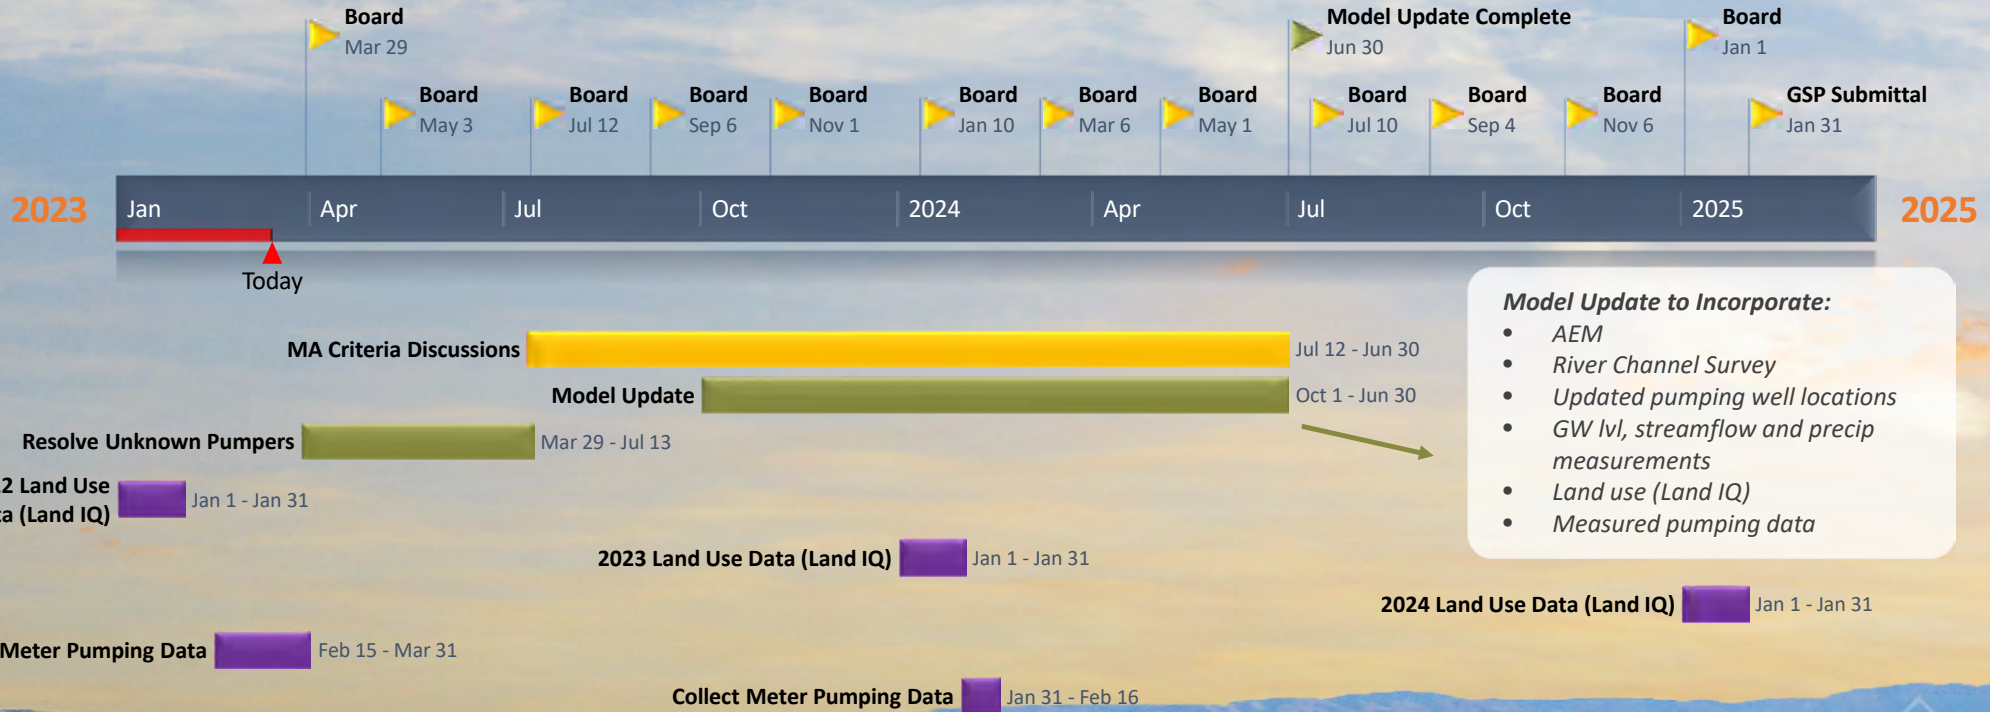 Board
Mar 29
Model Update Complete
Jun 30
Board
Jan 1
Board
May 3
Board
Jul 12
Board
Sep 6
Board
Nov 1
Board
Jan 10
Board
Mar 6
Board
May 1
Board
Jul 10
Board
Sep 4
Board
Nov 6
GSP Submittal
Jan 31
2023
Jan
Apr
Jul
Oct
2024
Apr
Jul
Oct
2025
2025
Today
MA Criteria Discussions
Jul 12 - Jun 30
Model Update
Oct 1 - Jun 30
Resolve Unknown Pumpers
Mar 29 - Jul 13
2 Land Use
ta (Land IQ)
Jan 1 - Jan 31
2023 Land Use Data (Land IQ)
Jan 1 - Jan 31
2024 Land Use Data (Land IQ)
Jan 1 - Jan 31
Meter Pumping Data
Feb 15 - Mar 31
Collect Meter Pumping Data
Jan 31 - Feb 16
Model Update to Incorporate:
• AEM
• River Channel Survey
• Updated pumping well locations
• GW lvl, streamflow and precip
measurements
• Land use (Land IQ)
• Measured pumping data